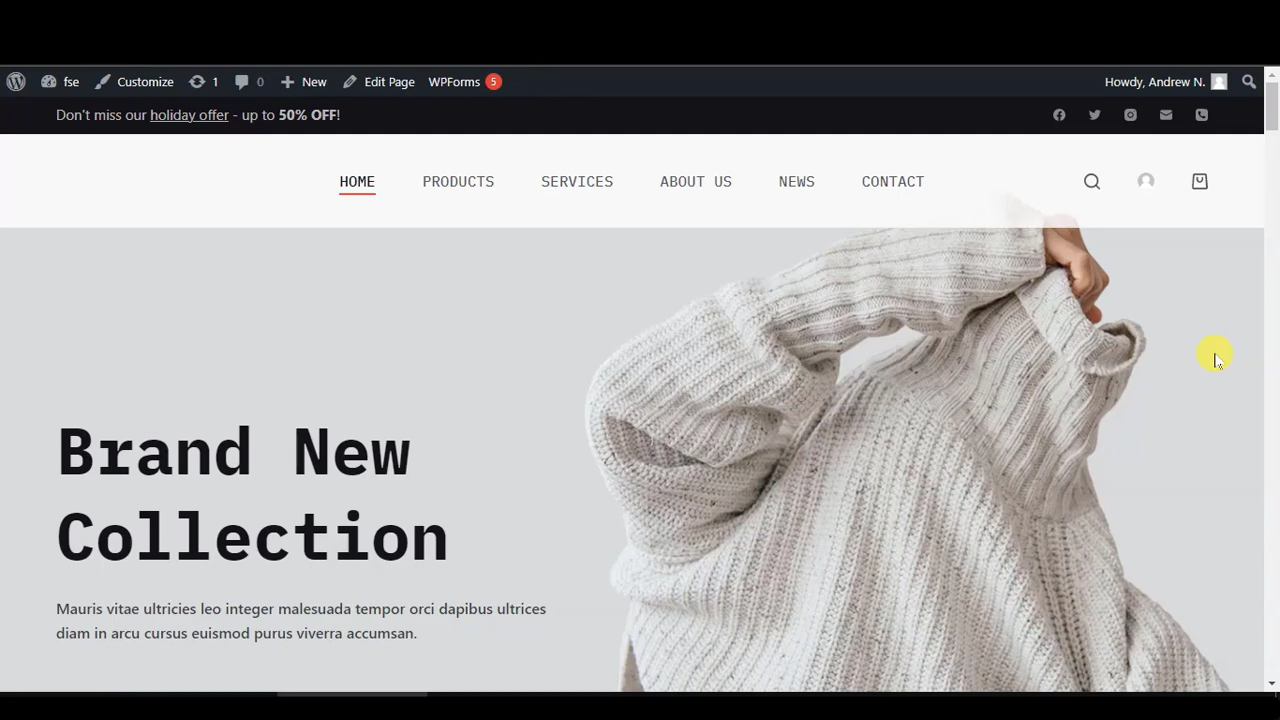 fse Customize 1 0 New Edit Page WPForms 5 Howdy, Andrew N.
Don't miss our holiday offer - up to 50% OFF!
HOME PRODUCTS SERVICES ABOUT US NEWS CONTACT
Brand New
Collection
Mauris vitae ultricies leo integer malesuada tempor orci dapibus ultrices
diam in arcu cursus euismod purus viverra accumsan.